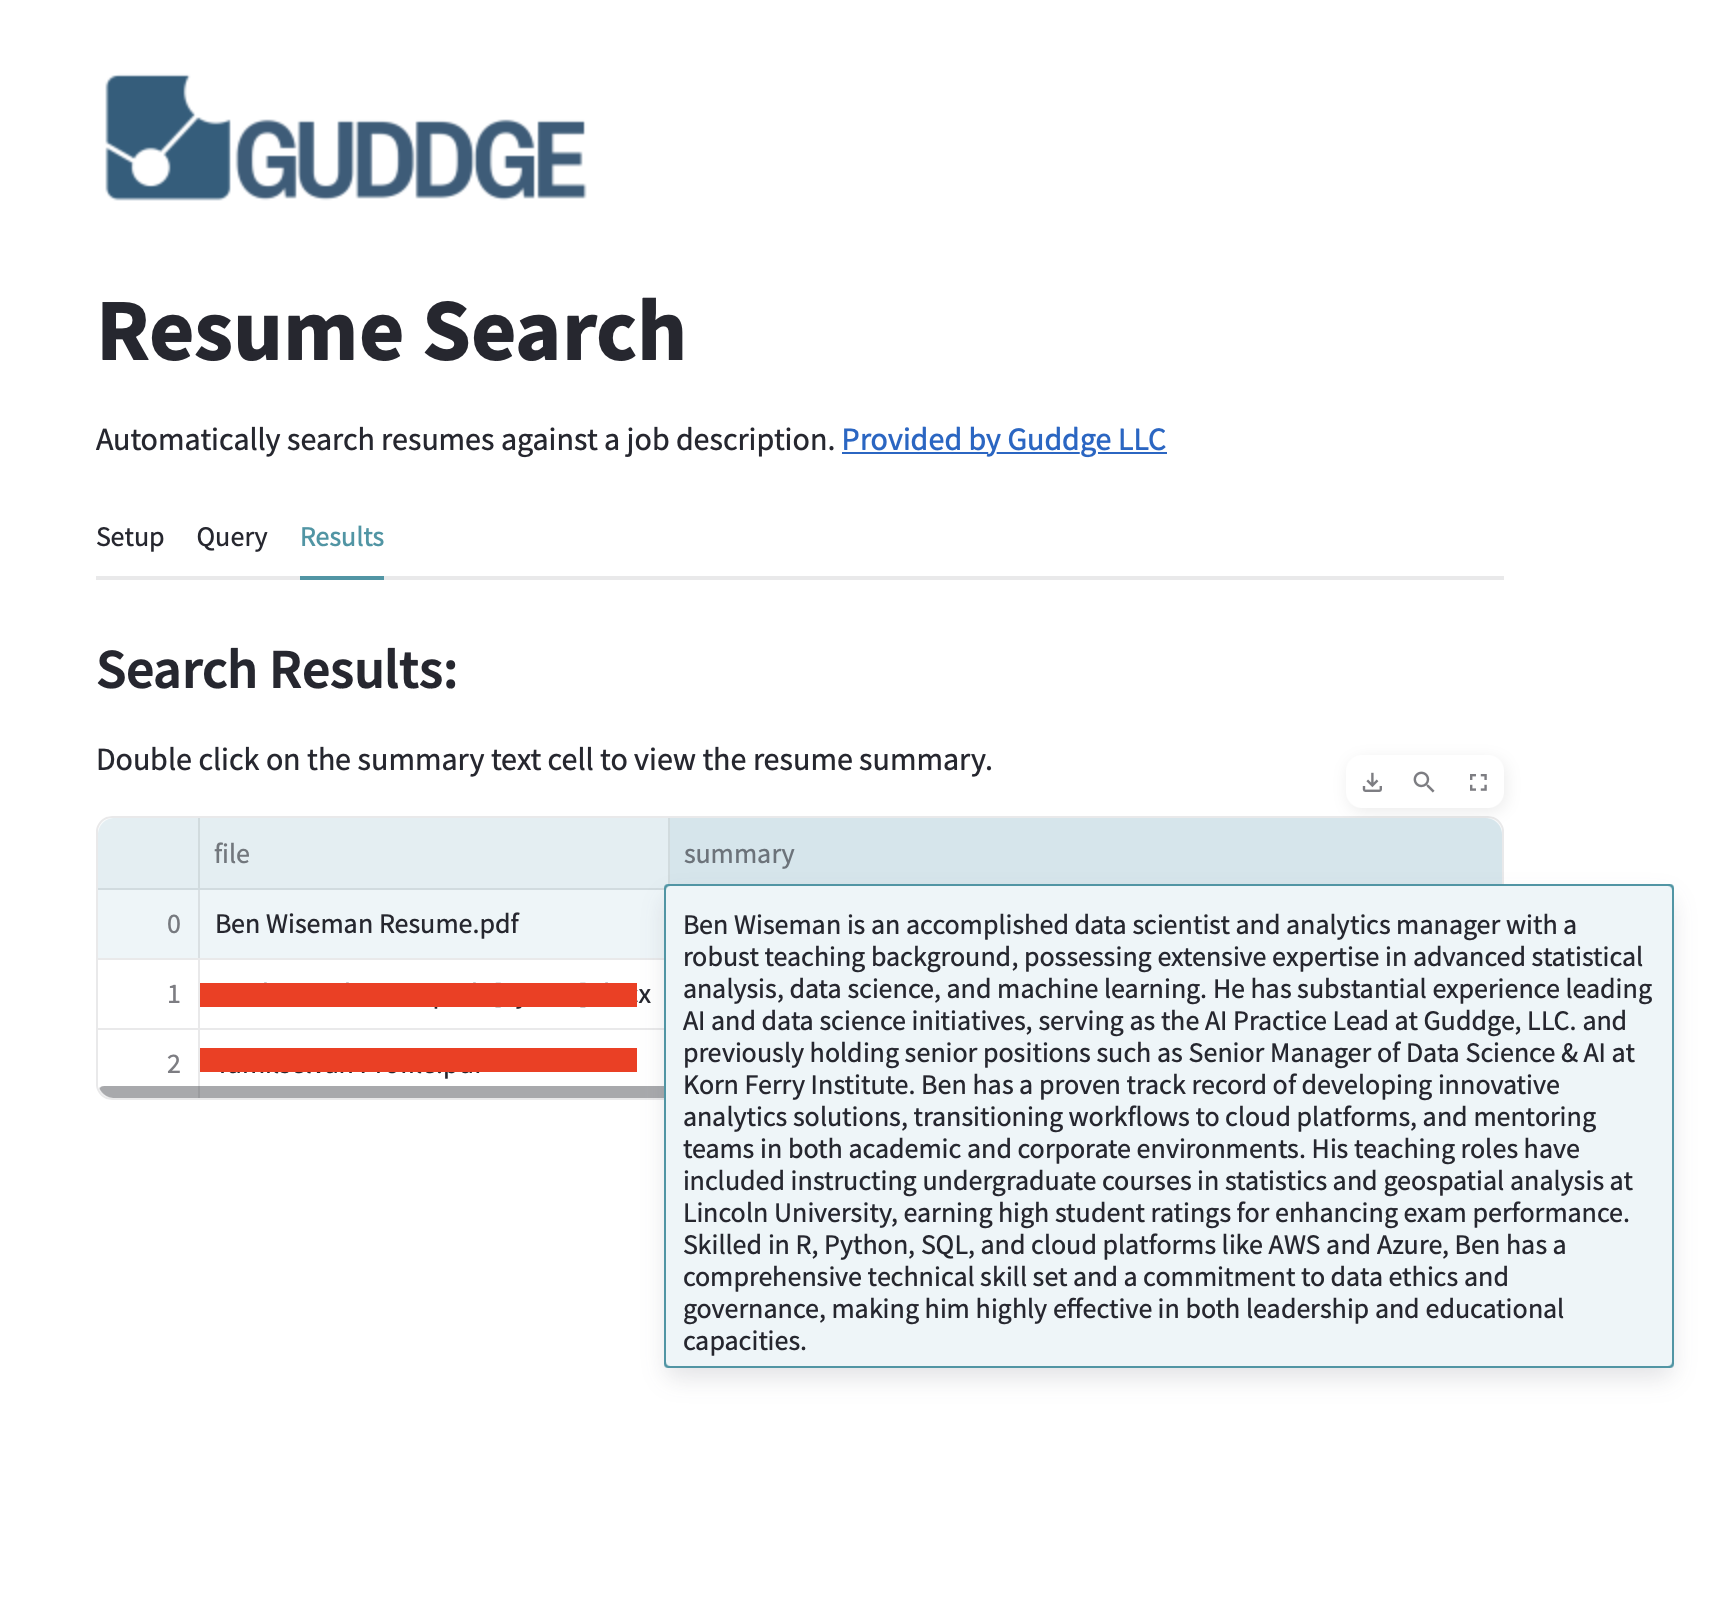 GUDDGE
Resume Search
Automatically search resumes against a job description. Provided by Guddge LLC
Setup Query Results
Search Results:
Double click on the summary text cell to view the resume summary.
file summary
0 Ben Wiseman Resume.pdf
1 x
2
Ben Wiseman is an accomplished data scientist and analytics manager with a
robust teaching background, possessing extensive expertise in advanced statistical
analysis, data science, and machine learning. He has substantial experience leading
AI and data science initiatives, serving as the AI Practice Lead at Guddge, LLC. and
previously holding senior positions such as Senior Manager of Data Science & AI at
Korn Ferry Institute. Ben has a proven track record of developing innovative
analytics solutions, transitioning workflows to cloud platforms, and mentoring
teams in both academic and corporate environments. His teaching roles have
included instructing undergraduate courses in statistics and geospatial analysis at
Lincoln University, earning high student ratings for enhancing exam performance.
Skilled in R, Python, SQL, and cloud platforms like AWS and Azure, Ben has a
comprehensive technical skill set and a commitment to data ethics and
governance, making him highly effective in both leadership and educational
capacities.